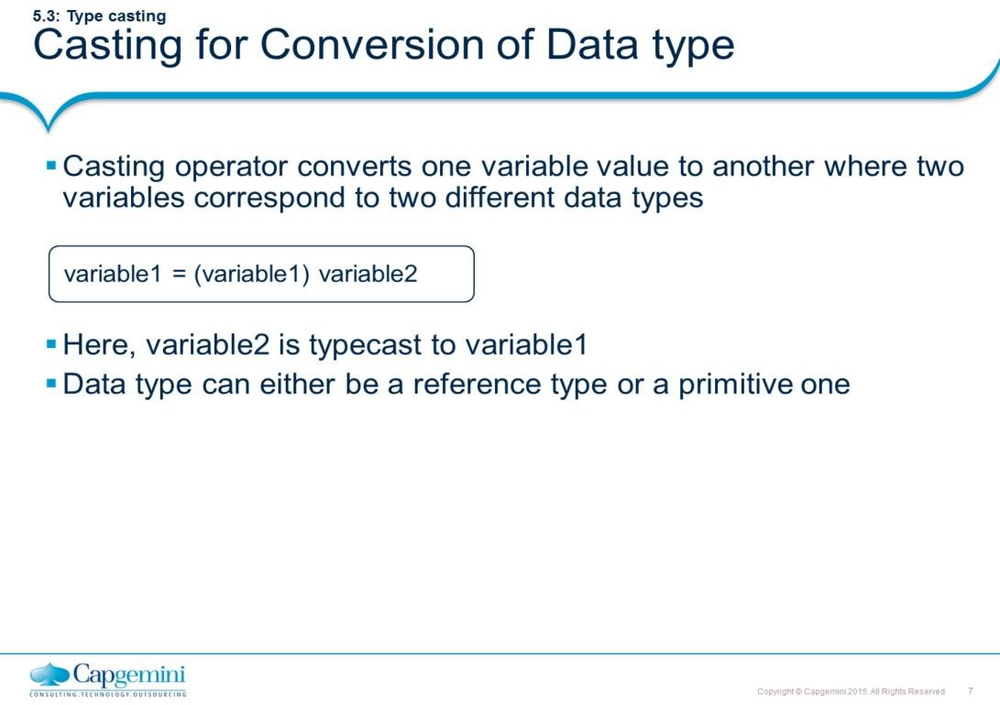 5.3: Type casting
Casting for Conversion of Data type
Casting operator converts one variable value to another where two
variables correspond to two different data types
variable1 = (variable1) variable2
Here, variable2 is typecast to variable1
Data type can either be a reference type or a primitive one
Capgemini
CONSULTING.TECHNOLOGY.OUTSOURCING
Copyright © Capgemini 2015. All Rights Reserved 7